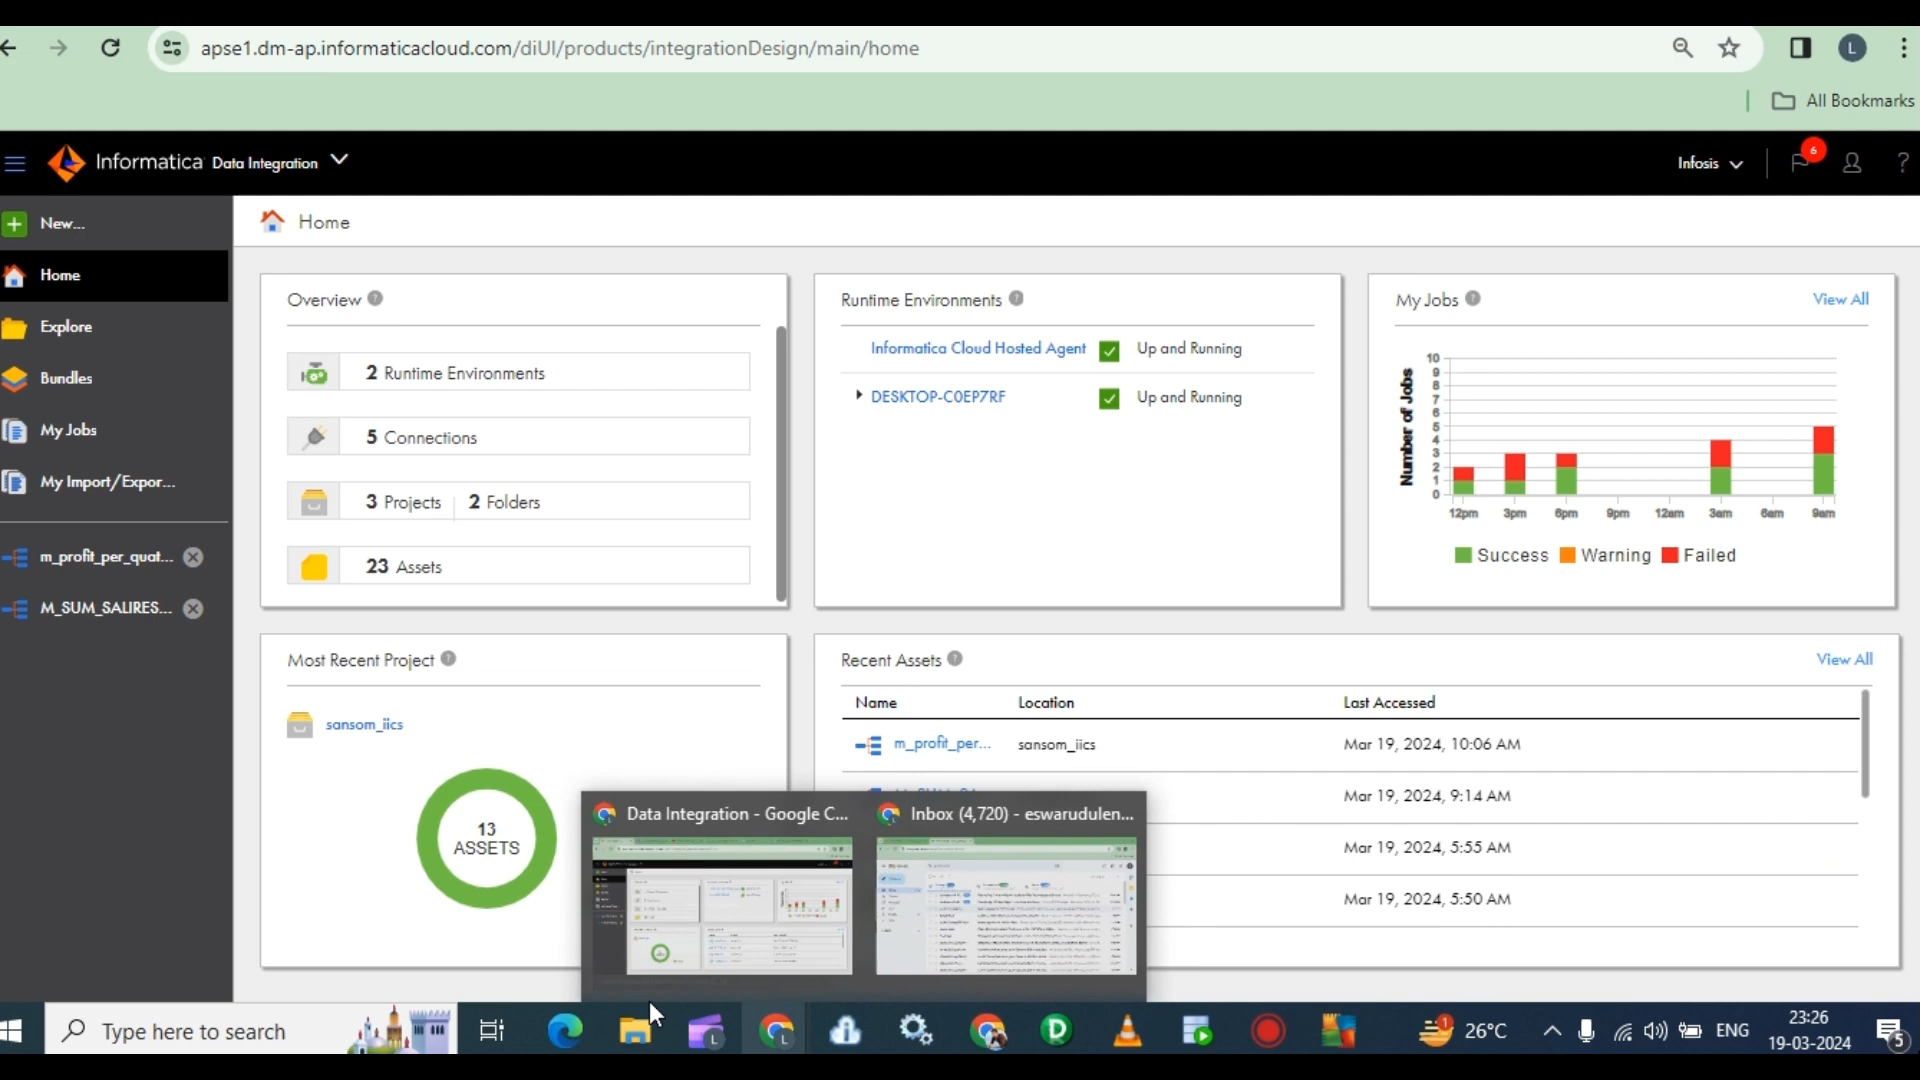 apse1.dm-ap.informaticacloud.com/diUI/products/integrationDesign/main/home
L
All Bookmarks
Informatica Data Integration
Infosis
6
?
New...
Home
Home
Explore
Bundles
My Jobs
My Import/Expor...
m_profit_per_quat...
M_SUM_SALIRES...
Overview ?
2 Runtime Environments
5 Connections
3 Projects 2 Folders
23 Assets
Runtime Environments ?
Informatica Cloud Hosted Agent Up and Running
DESKTOP-C0EP7RF Up and Running
My Jobs ? View All
Number of Jobs
10
9
8
7
6
5
4
3
2
1
0
12pm 3pm 6pm 9pm 12am 3am 6am 9am
Success Warning Failed
Most Recent Project ?
sansom_iics
13
ASSETS
Recent Assets ? View All
Name Location Last Accessed
m_profit_per... sansom_iics Mar 19, 2024, 10:06 AM
Mar 19, 2024, 9:14 AM
Mar 19, 2024, 5:55 AM
Mar 19, 2024, 5:50 AM
Data Integration - Google C...
Inbox (4,720) - eswarudulen...
Type here to search
L
L
1
26°C
ENG
23:26
19-03-2024
5